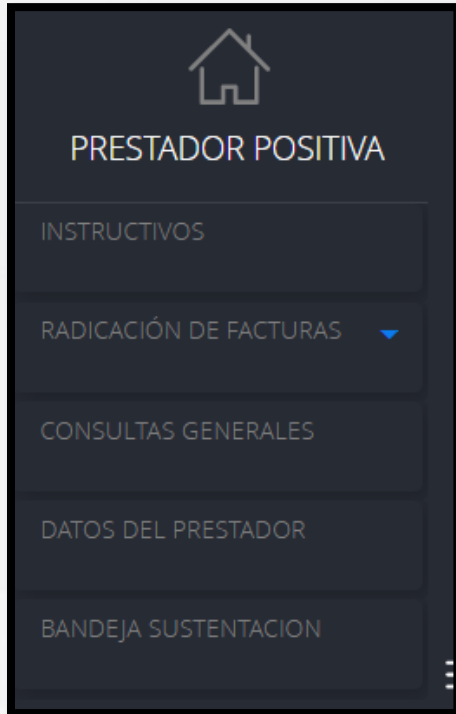 PRESTADOR POSITIVA
INSTRUCTIVOS
RADICACIÓN DE FACTURAS
CONSULTAS GENERALES
DATOS DEL PRESTADOR
BANDEJA SUSTENTACION